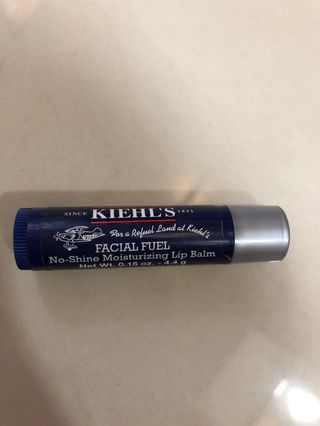 SINCE KIEHL'S 1851
For a Refuel Land at Kiehl's
FACIAL FUEL
No-Shine Moisturizing Lip Balm
Net Wt. 0.15 oz. - 4.4 g